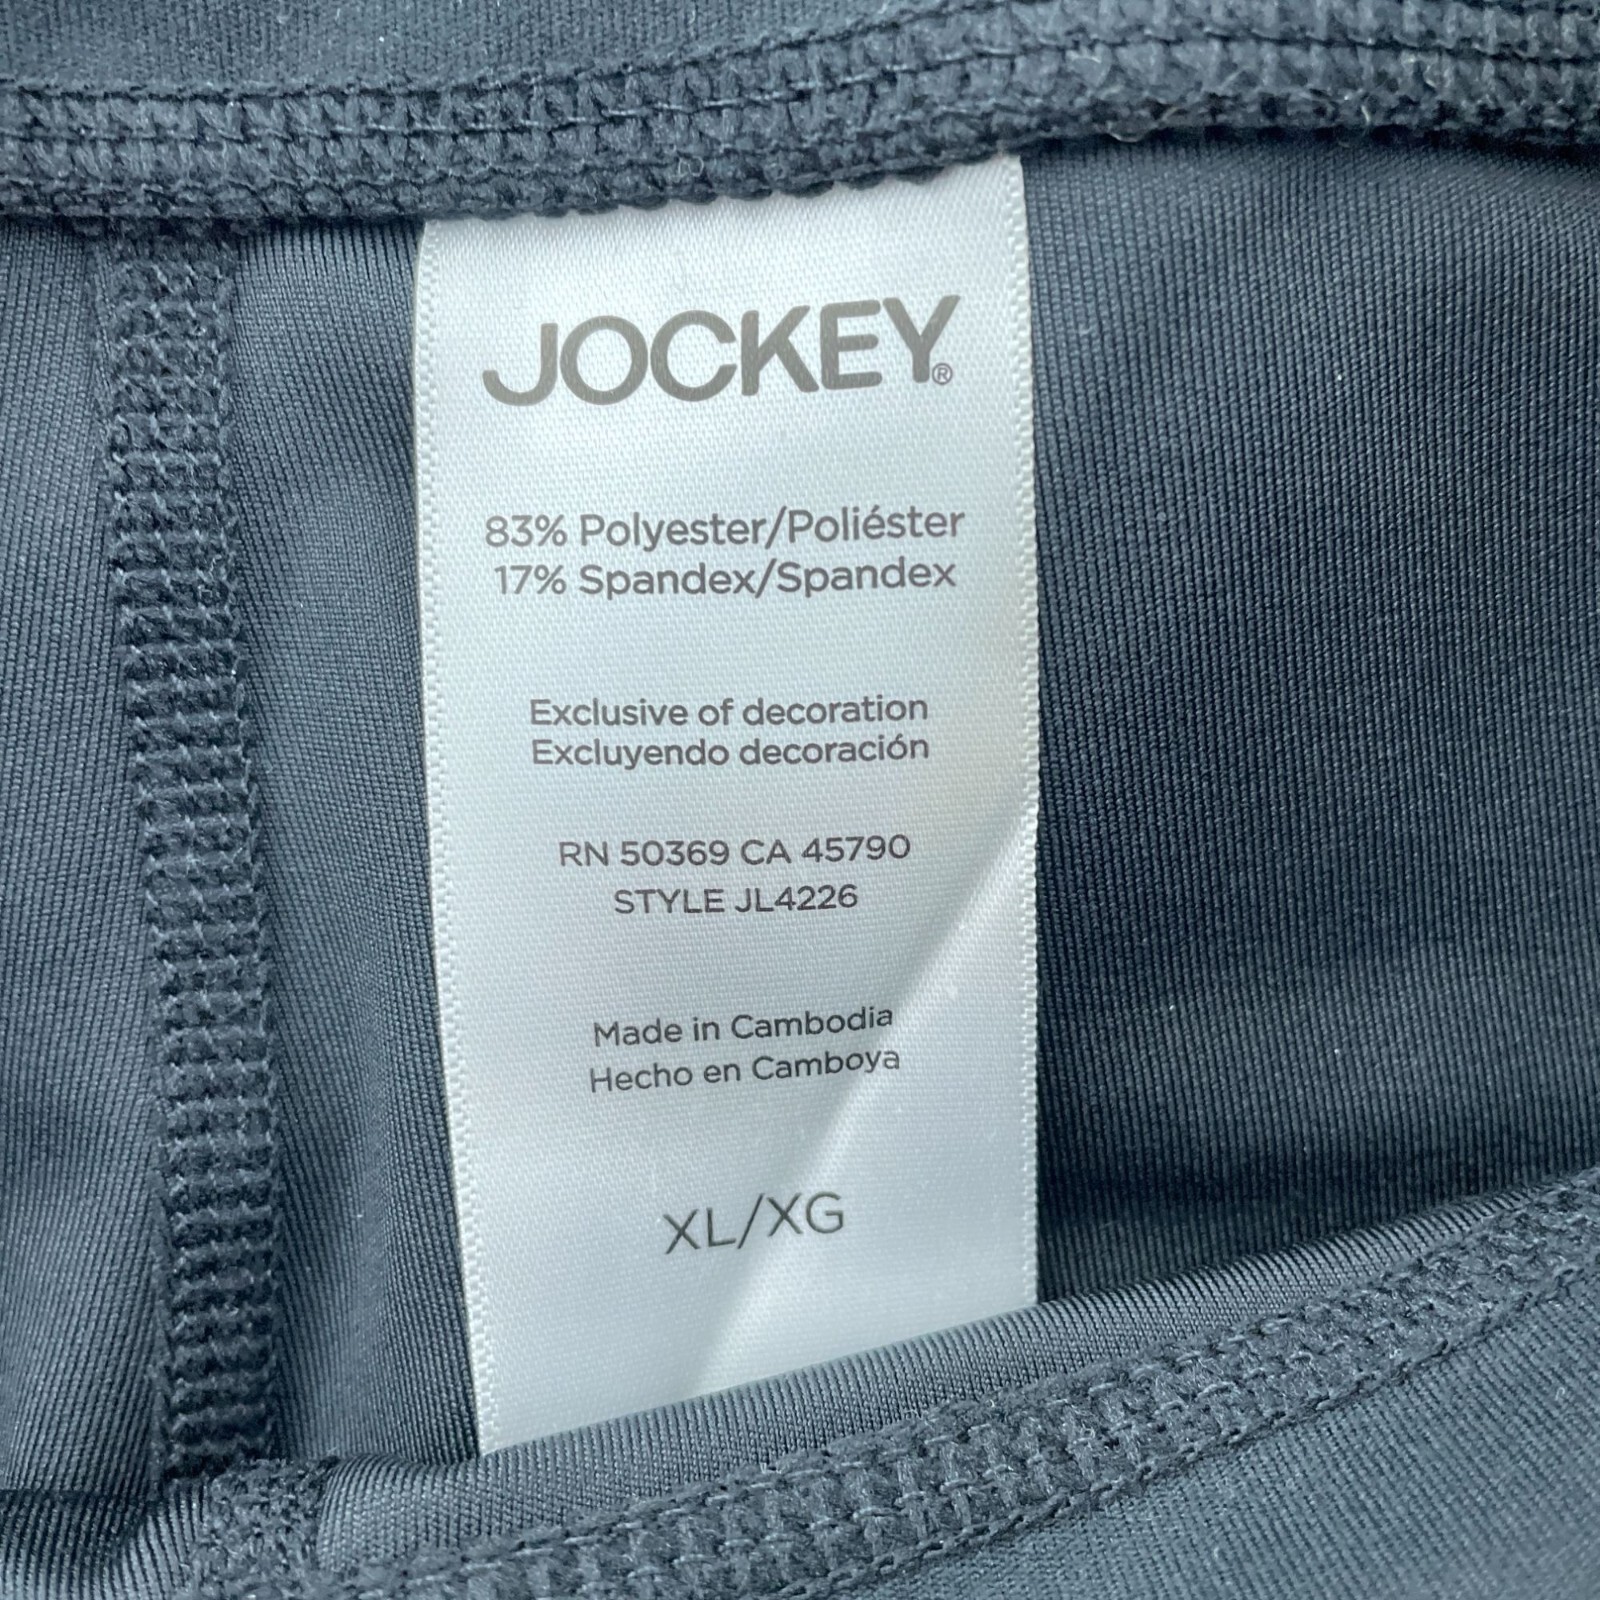 JOCKEY®
83% Polyester/Poliéster
17% Spandex/Spandex
Exclusive of decoration
Excluyendo decoración
RN 50369 CA 45790
STYLE JL4226
Made in Cambodia
Hecho en Camboya
XL/XG